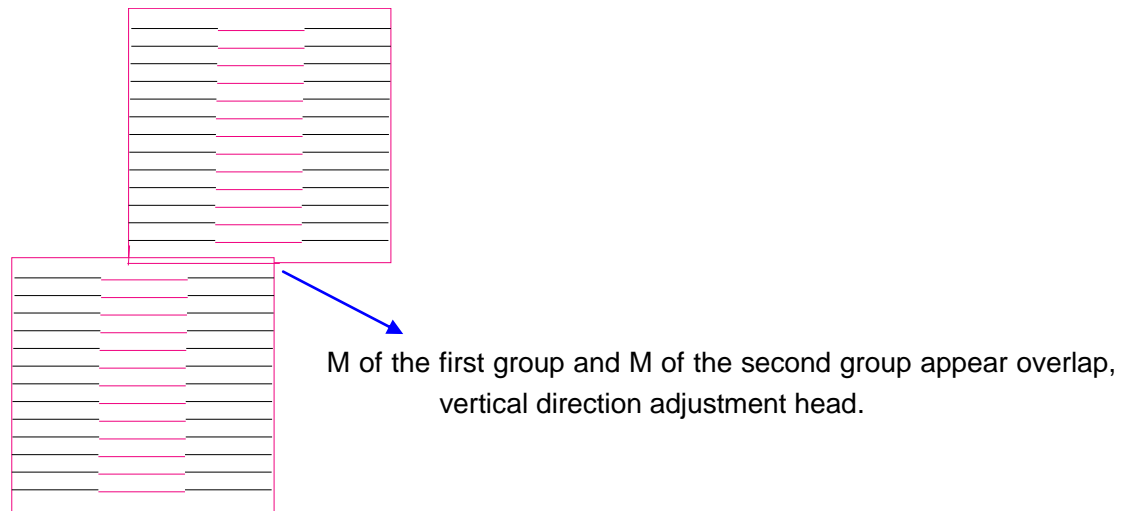 M of the first group and M of the second group appear overlap,
vertical direction adjustment head.